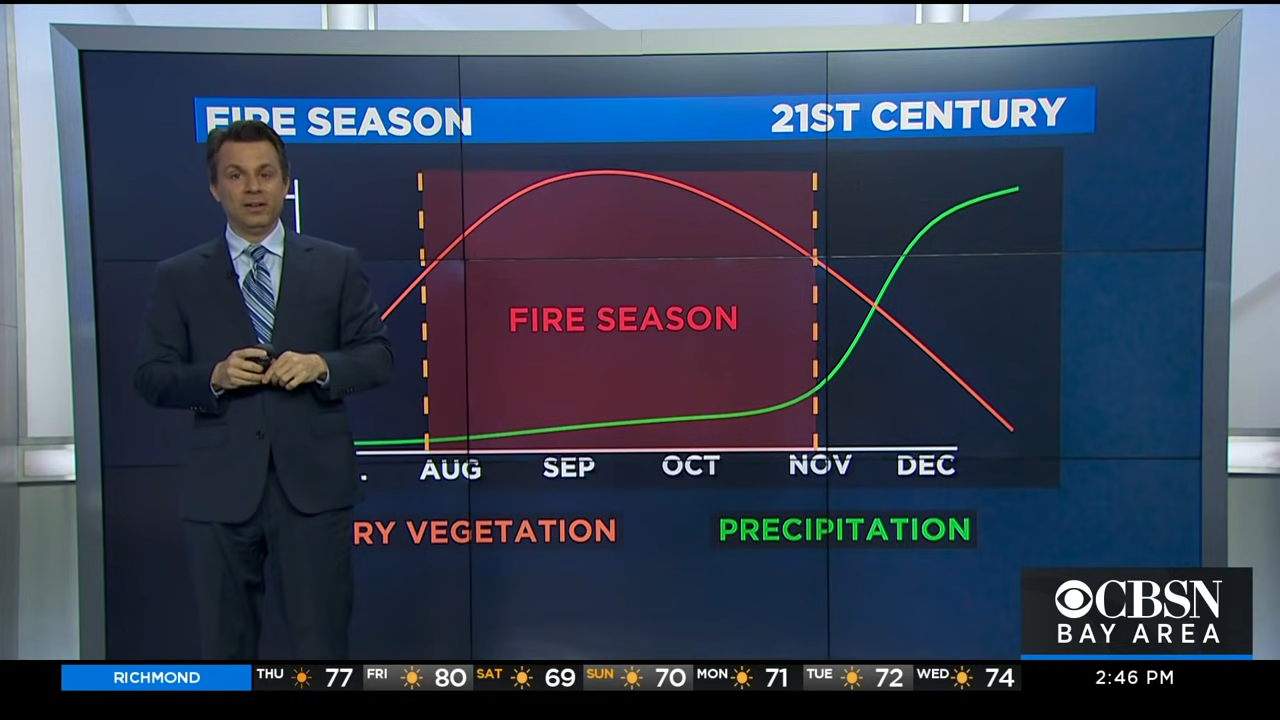 FIRE SEASON
21ST CENTURY
FIRE SEASON
AUG SEP OCT NOV DEC
RY VEGETATION
PRECIPITATION
CBSN
BAY AREA
RICHMOND THU 77 FRI 80 SAT 69 SUN 70 MON 71 TUE 72 WED 74 2:46 PM